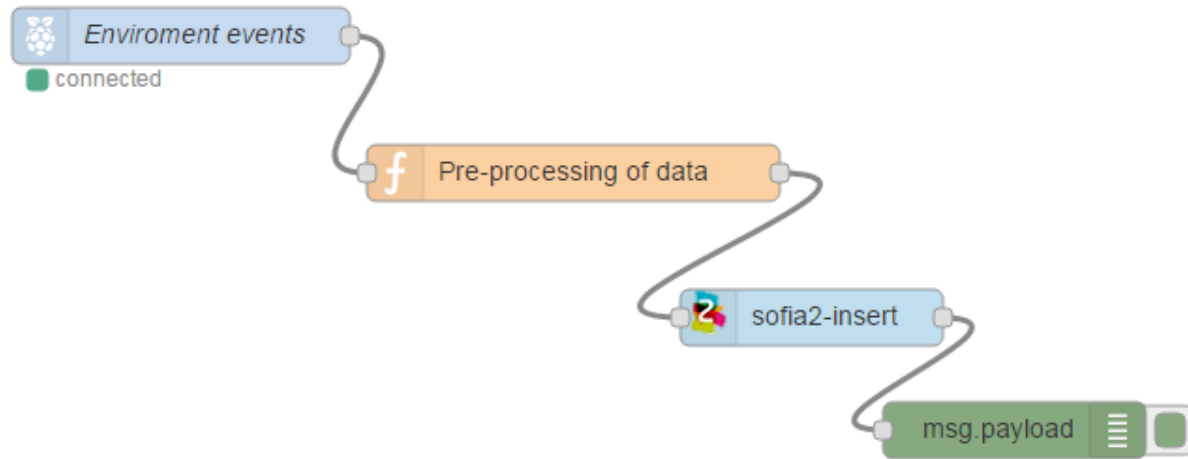 Enviroment events
connected
Pre-processing of data
sofia2-insert
msg.payload